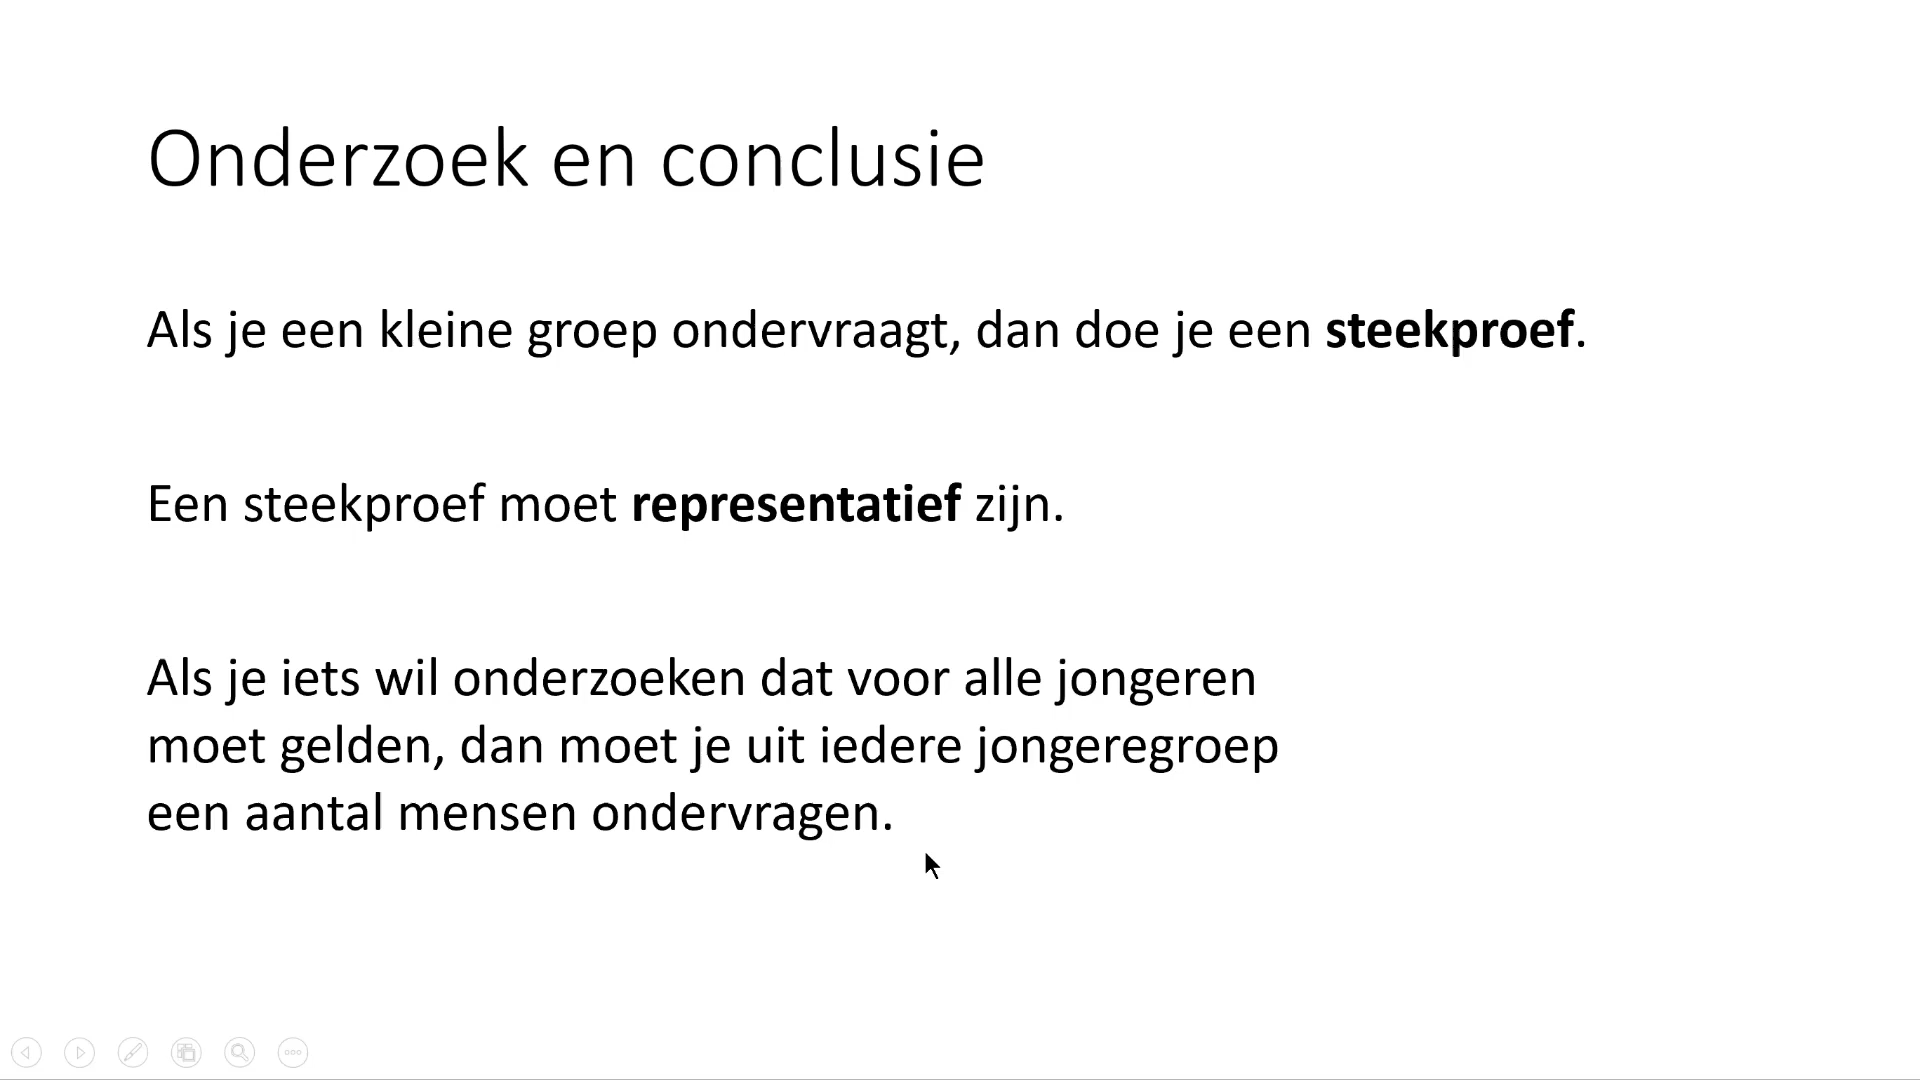 Onderzoek en conclusie
Als je een kleine groep ondervraagt, dan doe je een steekproef.
Een steekproef moet representatief zijn.
Als je iets wil onderzoeken dat voor alle jongeren
moet gelden, dan moet je uit iedere jongeregroep
een aantal mensen ondervragen.